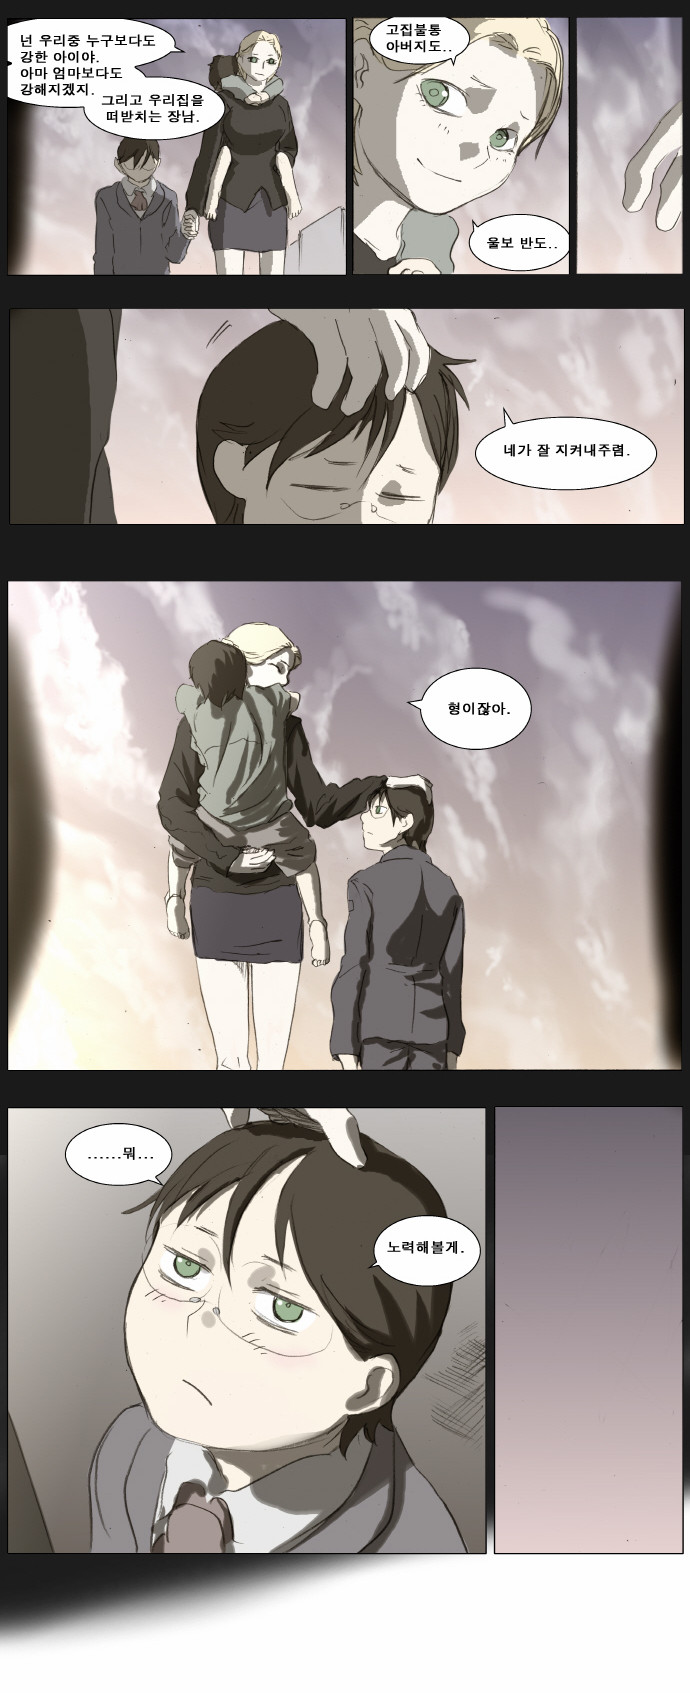 넌 우리중 누구보다도
강한 아이야.
아마 엄마보다도
강해지겠지.
그리고 우리집을
떠받치는 장남.
고집불통
아버지도..
울보 반도..
네가 잘 지켜내주렴.
형이잖아.
......뭐...
노력해볼게.